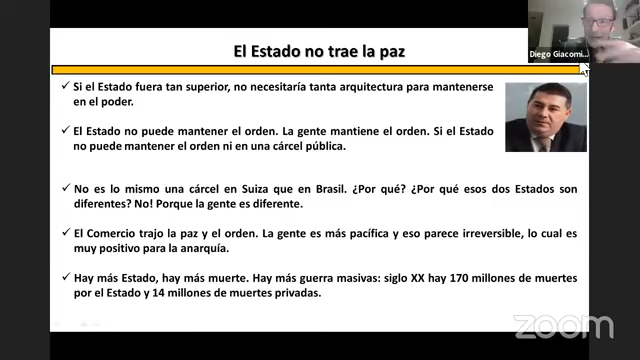 Diego Giacomi...
El Estado no trae la paz
✓ Si el Estado fuera tan superior, no necesitaría tanta arquitectura para mantenerse
en el poder.
✓ El Estado no puede mantener el orden. La gente mantiene el orden. Si el Estado
no puede mantener el orden ni en una cárcel pública.
✓ No es lo mismo una cárcel en Suiza que en Brasil. ¿Por qué? ¿Por qué esos dos Estados son
diferentes? No! Porque la gente es diferente.
✓ El Comercio trajo la paz y el orden. La gente es más pacífica y eso parece irreversible, lo cual es
muy positivo para la anarquía.
✓ Hay más Estado, hay más muerte. Hay más guerra masivas: siglo XX hay 170 millones de muertes
por el Estado y 14 millones de muertes privadas.
zoom